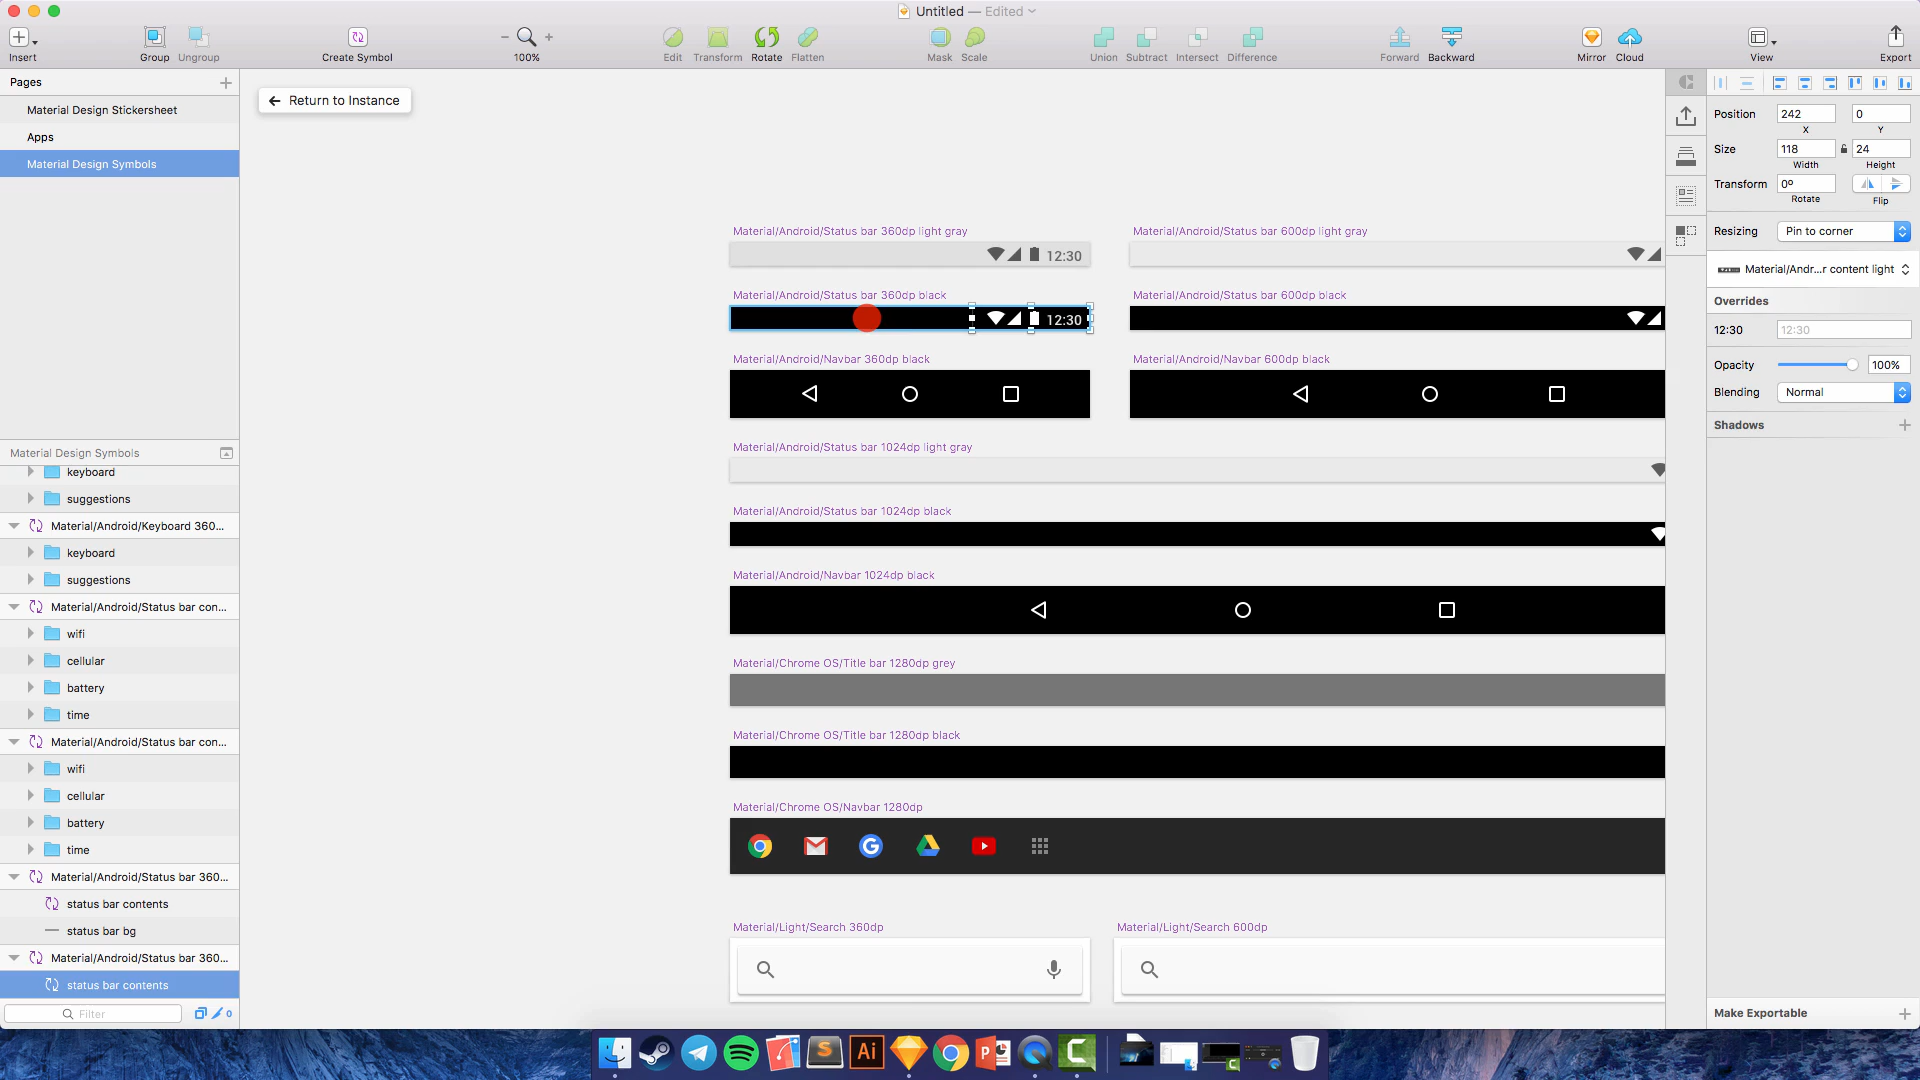 Untitled — Edited
Insert
Group
Ungroup
Create Symbol
100%
Edit
Transform
Rotate
Flatten
Mask
Scale
Union
Subtract
Intersect
Difference
Forward
Backward
Mirror
Cloud
View
Export
Pages
Material Design Stickersheet
Apps
Material Design Symbols
Material Design Symbols
keyboard
suggestions
Material/Android/Keyboard 360...
keyboard
suggestions
Material/Android/Status bar con...
wifi
cellular
battery
time
Material/Android/Status bar con...
wifi
cellular
battery
time
Material/Android/Status bar 360...
status bar contents
status bar bg
Material/Android/Status bar 360...
status bar contents
Filter
0
Return to Instance
Material/Android/Status bar 360dp light gray
12:30
Material/Android/Status bar 600dp light gray
Material/Android/Status bar 360dp black
12:30
Material/Android/Status bar 600dp black
Material/Android/Navbar 360dp black
Material/Android/Navbar 600dp black
Material/Android/Status bar 1024dp light gray
Material/Android/Status bar 1024dp black
Material/Android/Navbar 1024dp black
Material/Chrome OS/Title bar 1280dp grey
Material/Chrome OS/Title bar 1280dp black
Material/Chrome OS/Navbar 1280dp
Material/Light/Search 360dp
Material/Light/Search 600dp
Position
242
0
X
Y
Size
118
24
Width
Height
Transform
0º
Rotate
Flip
Resizing
Pin to corner
Material/Andr...r content light
Overrides
12:30
12:30
Opacity
100%
Blending
Normal
Shadows
Make Exportable
Ai